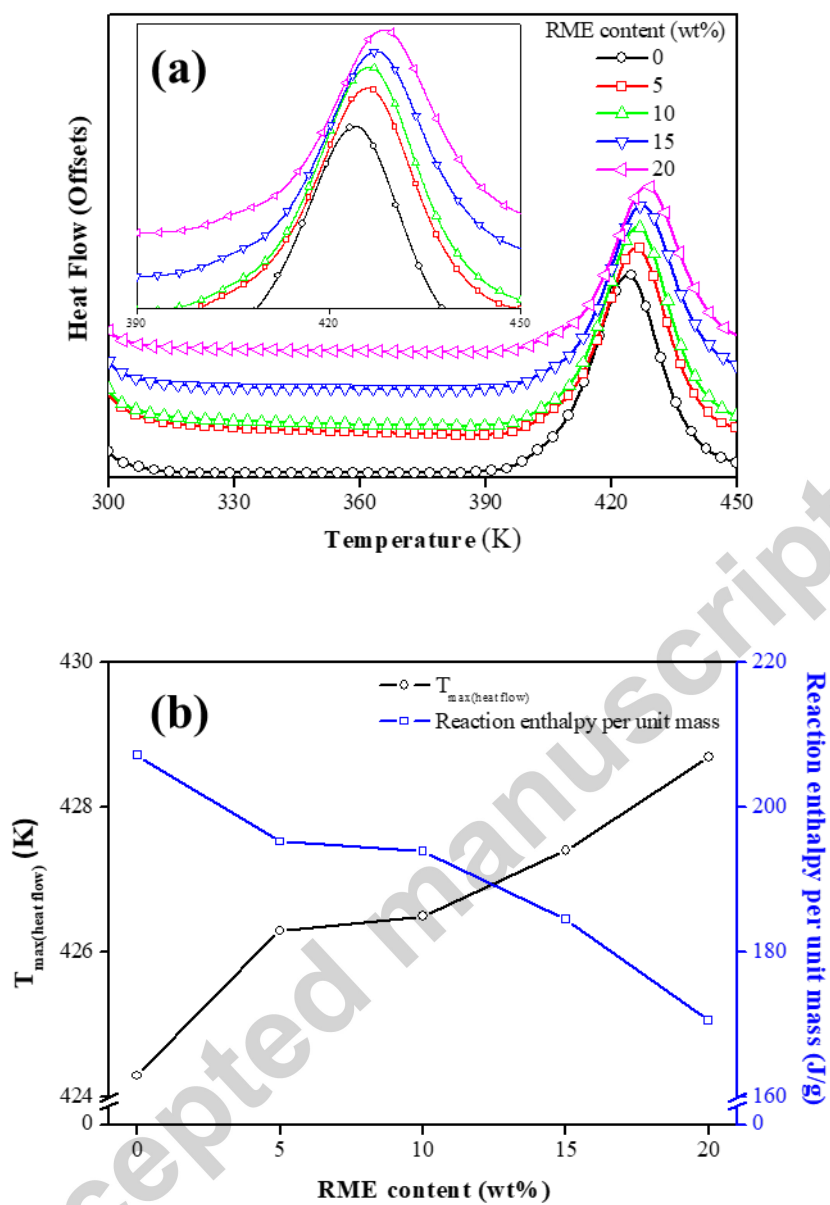 (a)
RME content (wt%)
0
5
10
15
20
Heat Flow (Offsets)
390
420
450
300
330
360
390
420
450
Temperature (K)
430
220
(b)
T max(heat flow)
Reaction enthalpy per unit mass
428
200
T max(heat flow) (K)
Reaction enthalpy per unit mass (J/g)
426
180
424
160
0
0
0
5
10
15
20
RME content (wt%)
cepted manuscript